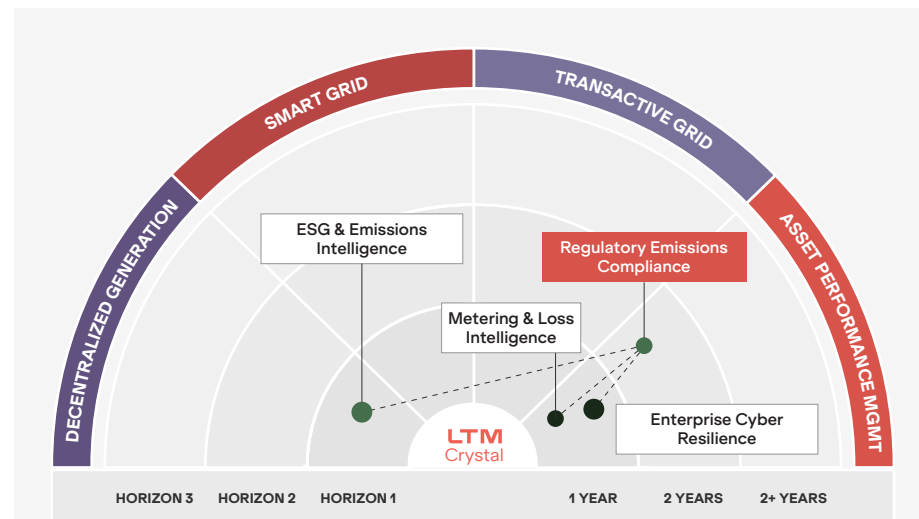 SMART GRID
TRANSACTIVE GRID
DECENTRALIZED GENERATION
ASSET PERFORMANCE MGMT
ESG & Emissions
Intelligence
Regulatory Emissions
Compliance
Metering & Loss
Intelligence
Enterprise Cyber
Resilience
LTM
Crystal
HORIZON 3
HORIZON 2
HORIZON 1
1 YEAR
2 YEARS
2+ YEARS